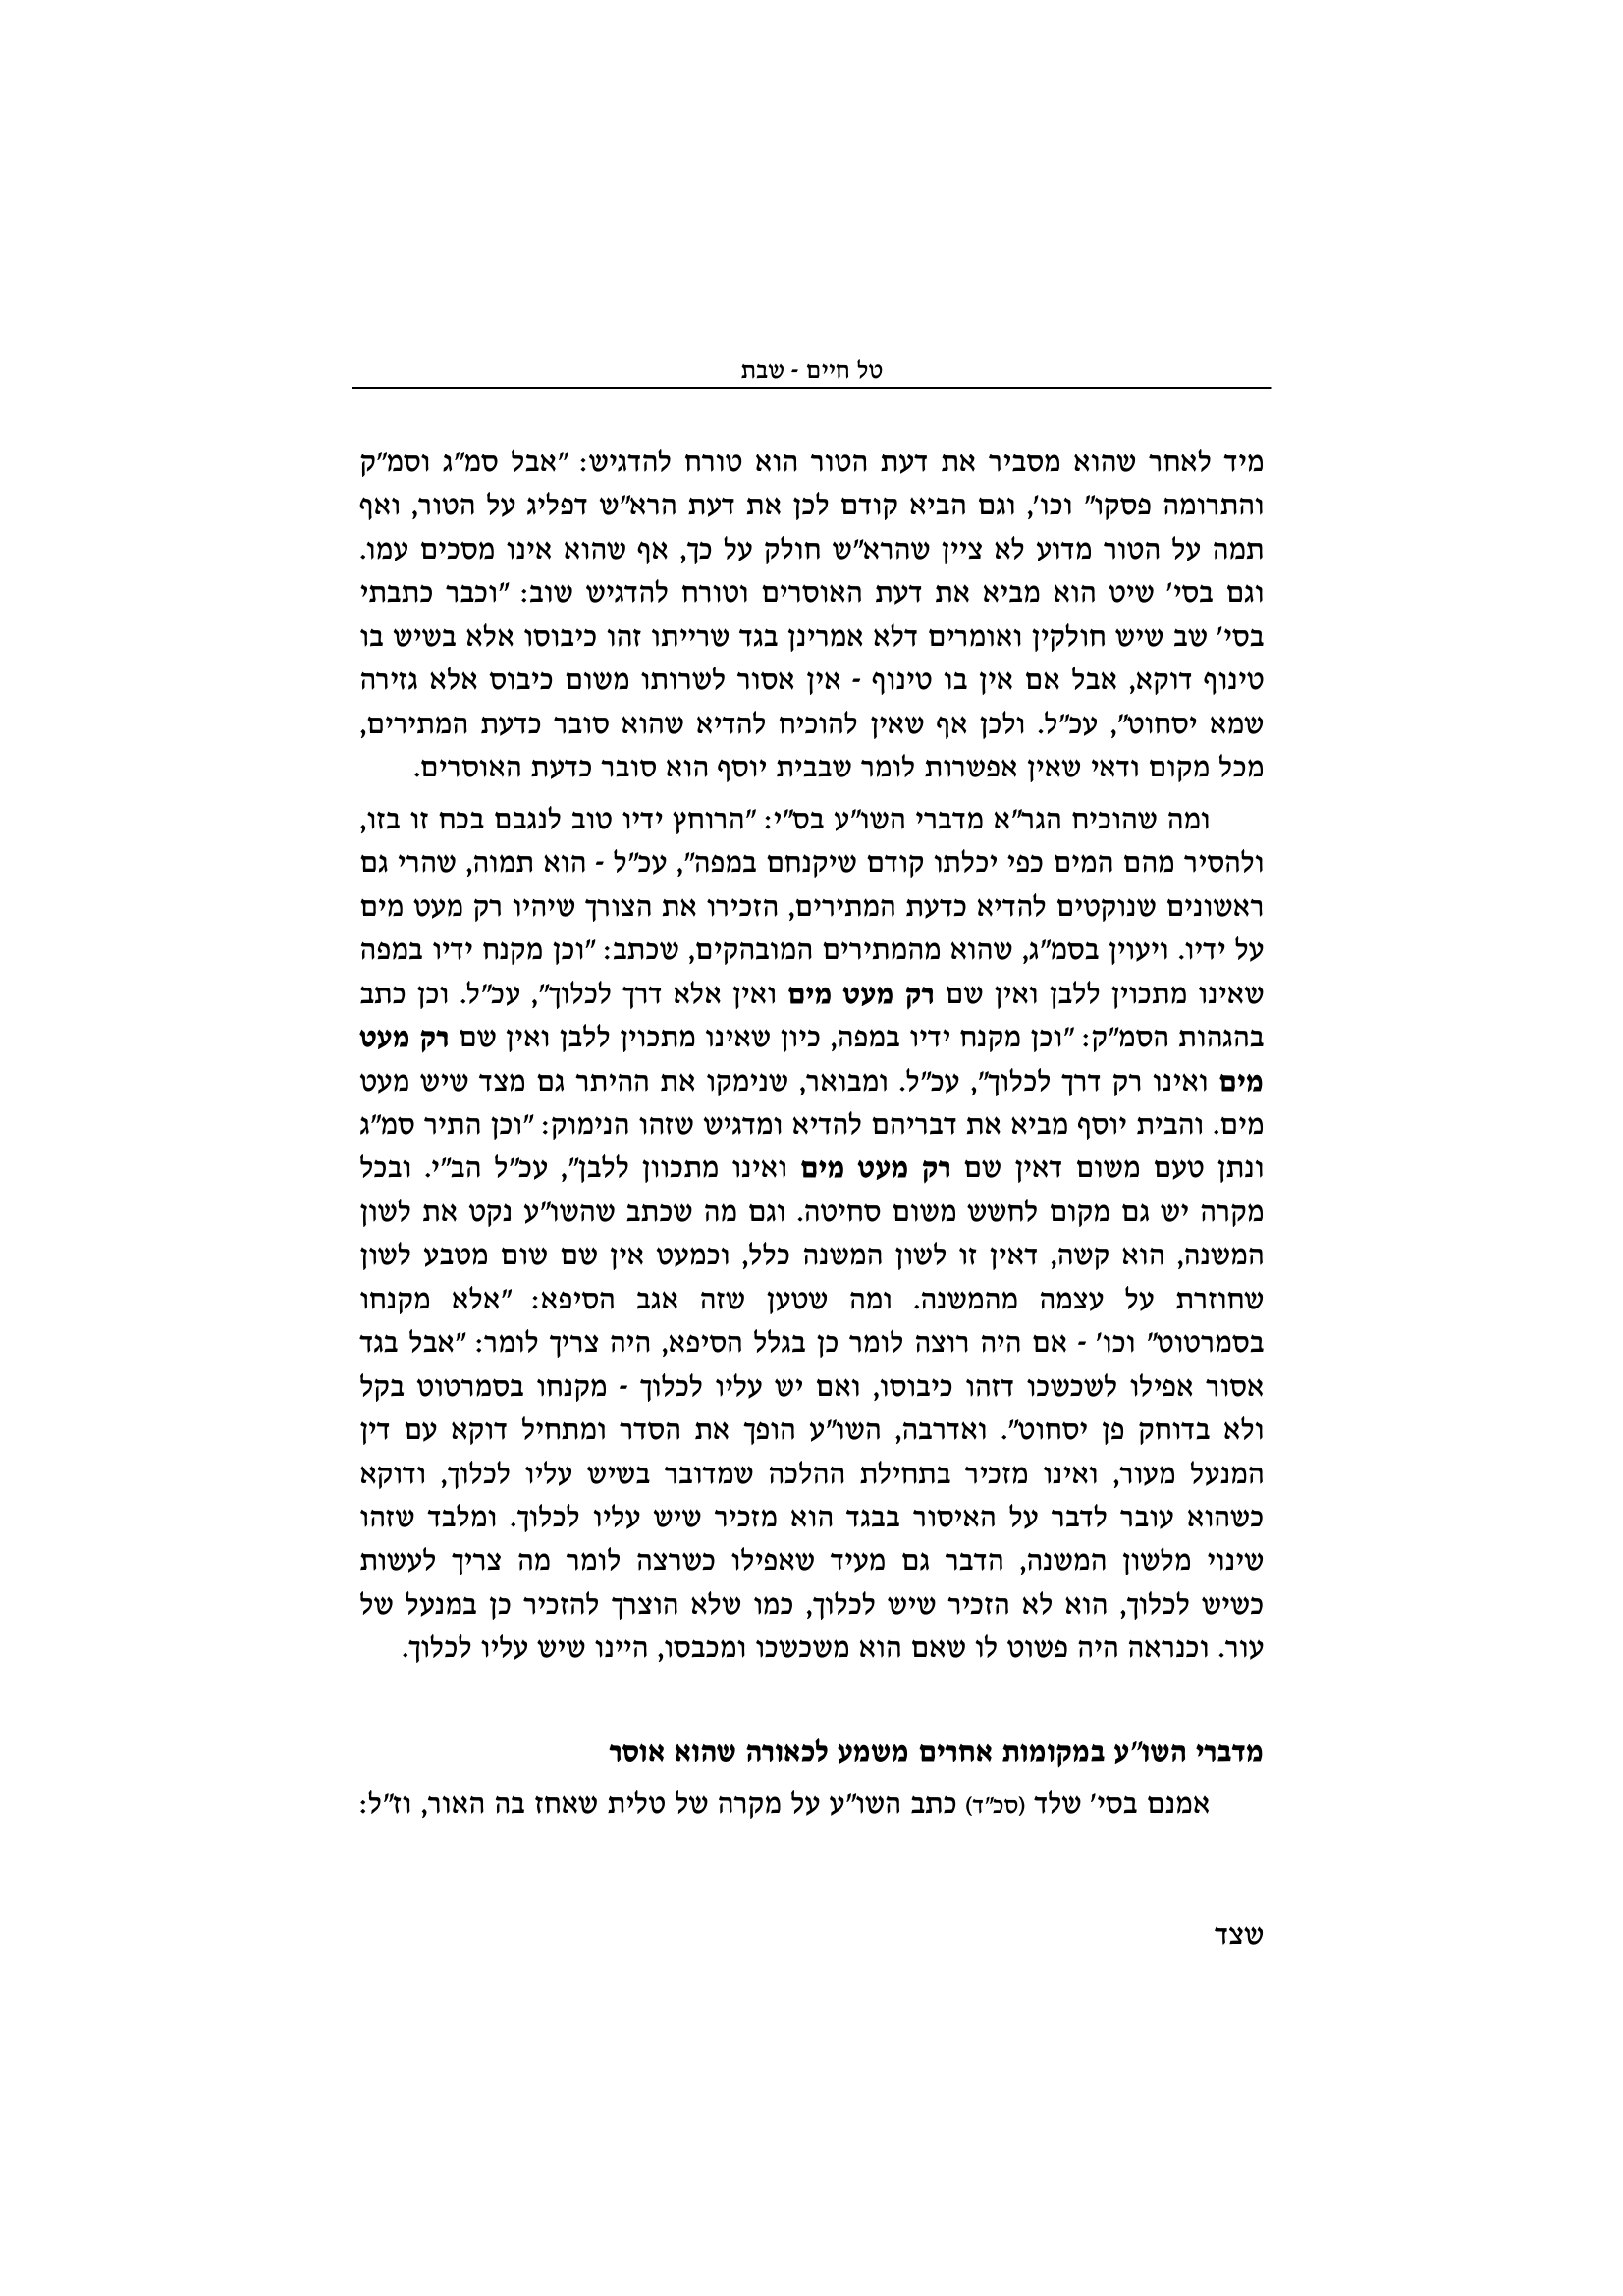 טל חיים - שבת
מיד לאחר שהוא מסביר את דעת הטור הוא טורח להדגיש: "אבל סמ"ג וסמ"ק
והתרומה פסקו" וכו', וגם הביא קודם לכן את דעת הרא"ש דפליג על הטור, ואף
תמה על הטור מדוע לא ציין שהרא"ש חולק על כך, אף שהוא אינו מסכים עמו.
וגם בסי' שיט הוא מביא את דעת האוסרים וטורח להדגיש שוב: "וכבר כתבתי
בסי' שב שיש חולקין ואומרים דלא אמרינן בגד שרייתו זהו כיבוסו אלא בשיש בו
טינוף דוקא, אבל אם אין בו טינוף - אין אסור לשרותו משום כיבוס אלא גזירה
שמא יסחוט", עכ"ל. ולכן אף שאין להוכיח להדיא שהוא סובר כדעת המתירים,
מכל מקום ודאי שאין אפשרות לומר שבבית יוסף הוא סובר כדעת האוסרים.
ומה שהוכיח הגר"א מדברי השו"ע בס"י: "הרוחץ ידיו טוב לנגבם בכח זו בזו,
ולהסיר מהם המים כפי יכלתו קודם שיקנחם במפה", עכ"ל - הוא תמוה, שהרי גם
ראשונים שנוקטים להדיא כדעת המתירים, הזכירו את הצורך שיהיו רק מעט מים
על ידיו. ויעוין בסמ"ג, שהוא מהמתירים המובהקים, שכתב: "וכן מקנח ידיו במפה
שאינו מתכוין ללבן ואין שם רק מעט מים ואין אלא דרך לכלוך", עכ"ל. וכן כתב
בהגהות הסמ"ק: "וכן מקנח ידיו במפה, כיון שאינו מתכוין ללבן ואין שם רק מעט
מים ואינו רק דרך לכלוך", עכ"ל. ומבואר, שנימקו את ההיתר גם מצד שיש מעט
מים. והבית יוסף מביא את דבריהם להדיא ומדגיש שזהו הנימוק: "וכן התיר סמ"ג
ונתן טעם משום דאין שם רק מעט מים ואינו מתכוון ללבן", עכ"ל הב"י. ובכל
מקרה יש גם מקום לחשש משום סחיטה. וגם מה שכתב שהשו"ע נקט את לשון
המשנה, הוא קשה, דאין זו לשון המשנה כלל, וכמעט אין שם שום מטבע לשון
שחוזרת על עצמה מהמשנה. ומה שטען שזה אגב הסיפא: "אלא מקנחו
בסמרטוט" וכו' - אם היה רוצה לומר כן בגלל הסיפא, היה צריך לומר: "אבל בגד
אסור אפילו לשכשכו דזהו כיבוסו, ואם יש עליו לכלוך - מקנחו בסמרטוט בקל
ולא בדוחק פן יסחוט". ואדרבה, השו"ע הופך את הסדר ומתחיל דוקא עם דין
המנעל מעור, ואינו מזכיר בתחילת ההלכה שמדובר בשיש עליו לכלוך, ודוקא
כשהוא עובר לדבר על האיסור בבגד הוא מזכיר שיש עליו לכלוך. ומלבד שזהו
שינוי מלשון המשנה, הדבר גם מעיד שאפילו כשרצה לומר מה צריך לעשות
כשיש לכלוך, הוא לא הזכיר שיש לכלוך, כמו שלא הוצרך להזכיר כן במנעל של
עור. וכנראה היה פשוט לו שאם הוא משכשכו ומכבסו, היינו שיש עליו לכלוך.
מדברי השו"ע במקומות אחרים משמע לכאורה שהוא אוסר
אמנם בסי' שלד (סכ"ד) כתב השו"ע על מקרה של טלית שאחז בה האור, וז"ל:
שצד